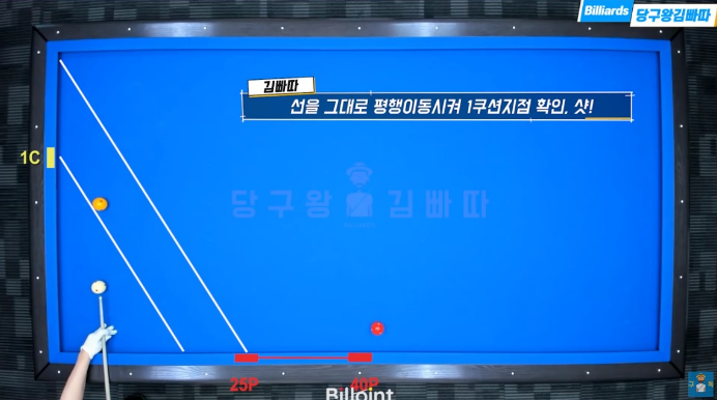 Billiards
당구왕김빠따
김빠따
선을 그대로 평행이동시켜 1쿠션지점 확인. 샷!
1C
당구왕 김빠따
25P
40P
Billoint